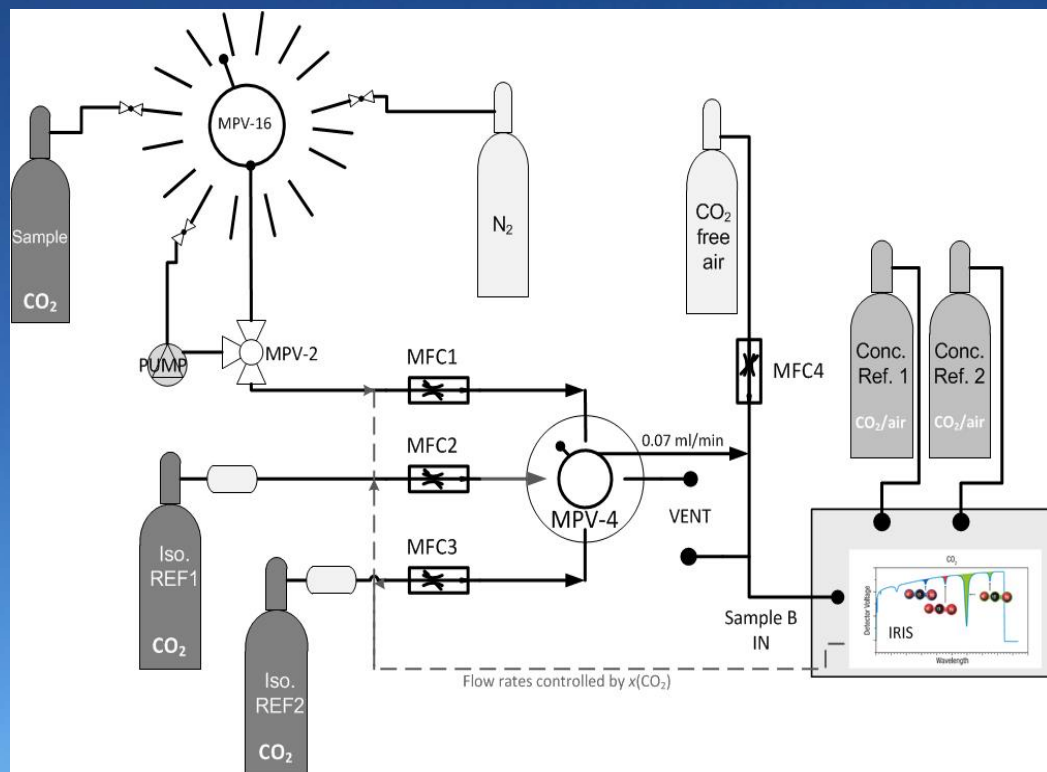 MPV-16
Sample
CO₂
N₂
CO₂
free
air
PUMP
MPV-2
MFC1
MFC4
Conc.
Ref. 1
CO₂/air
Conc.
Ref. 2
CO₂/air
MFC2
0.07 ml/min
MPV-4
VENT
Iso.
REF1
CO₂
MFC3
Iso.
REF2
CO₂
Sample B
IN
CO₂
Detector Voltage
IRIS
Wavelength
Flow rates controlled by x(CO₂)